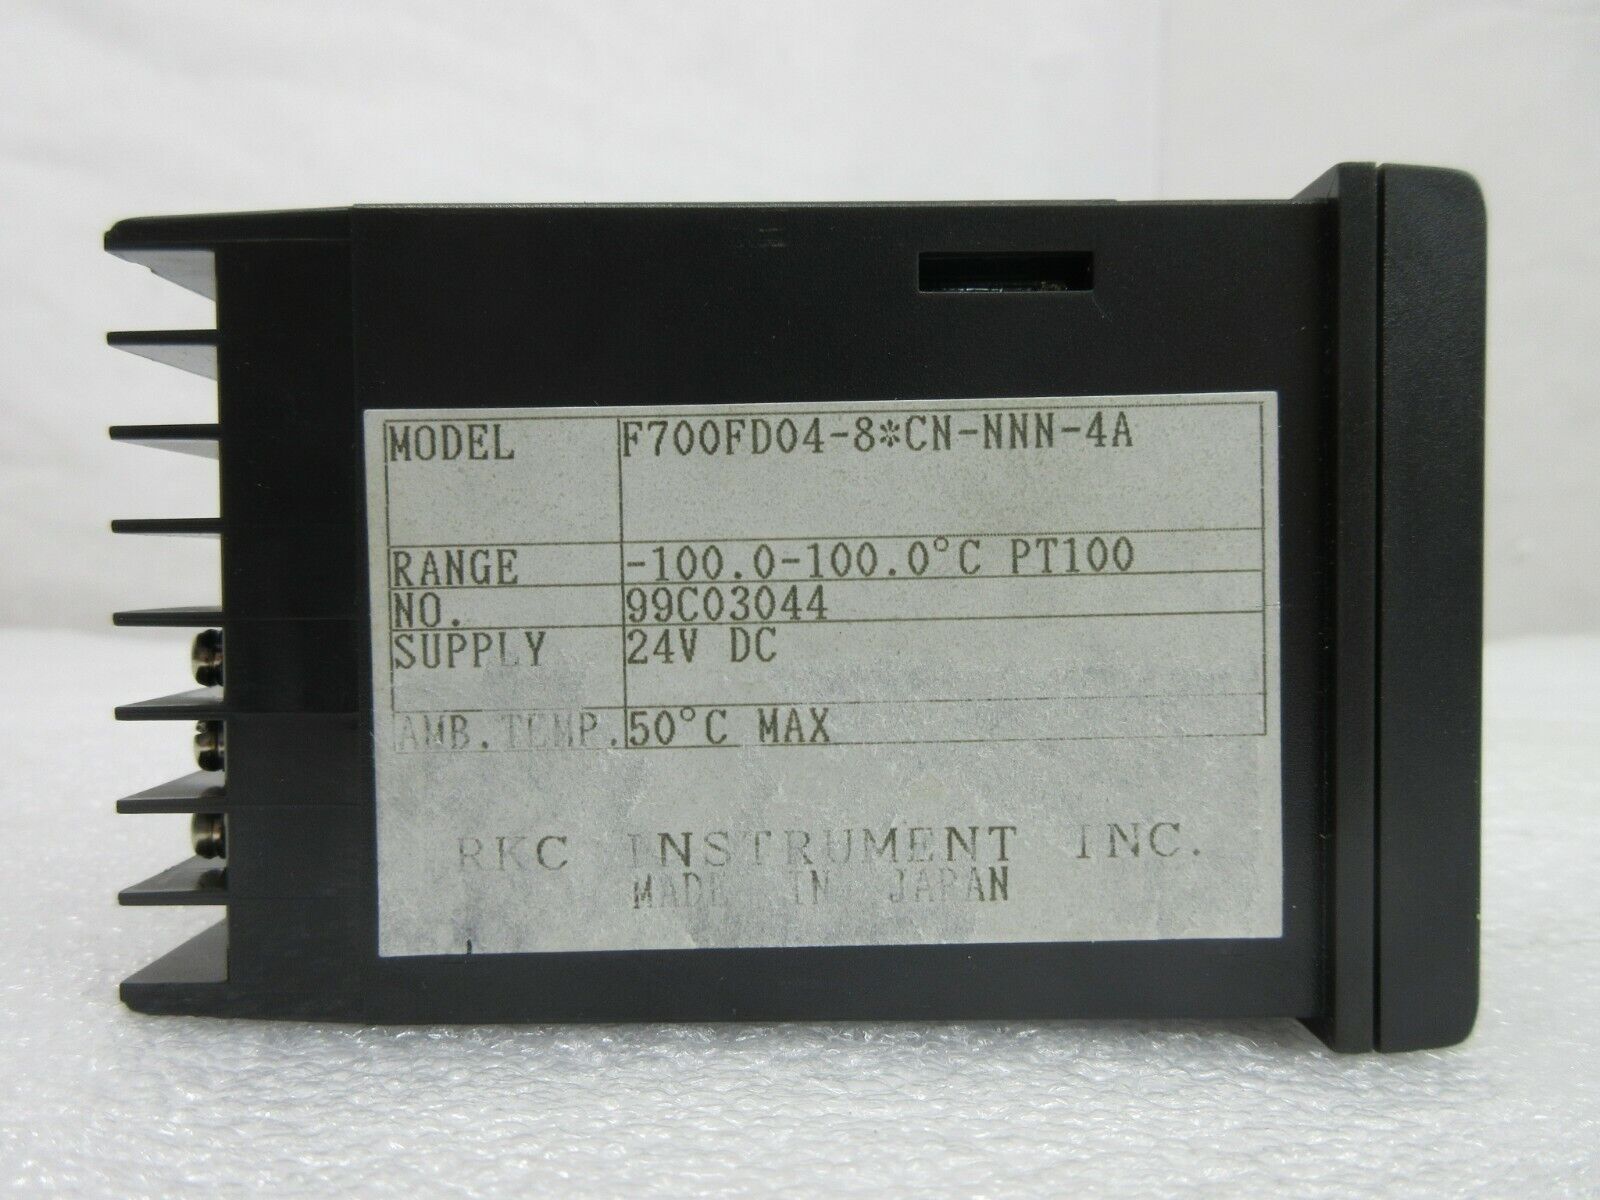 MODEL F700FD04-8*CN-NNN-4A
RANGE -100.0-100.0°C PT100
NO. 99C03044
SUPPLY 24V DC
AMB. TEMP. 50°C MAX
RKC INSTRUMENT INC.
MADE IN JAPAN